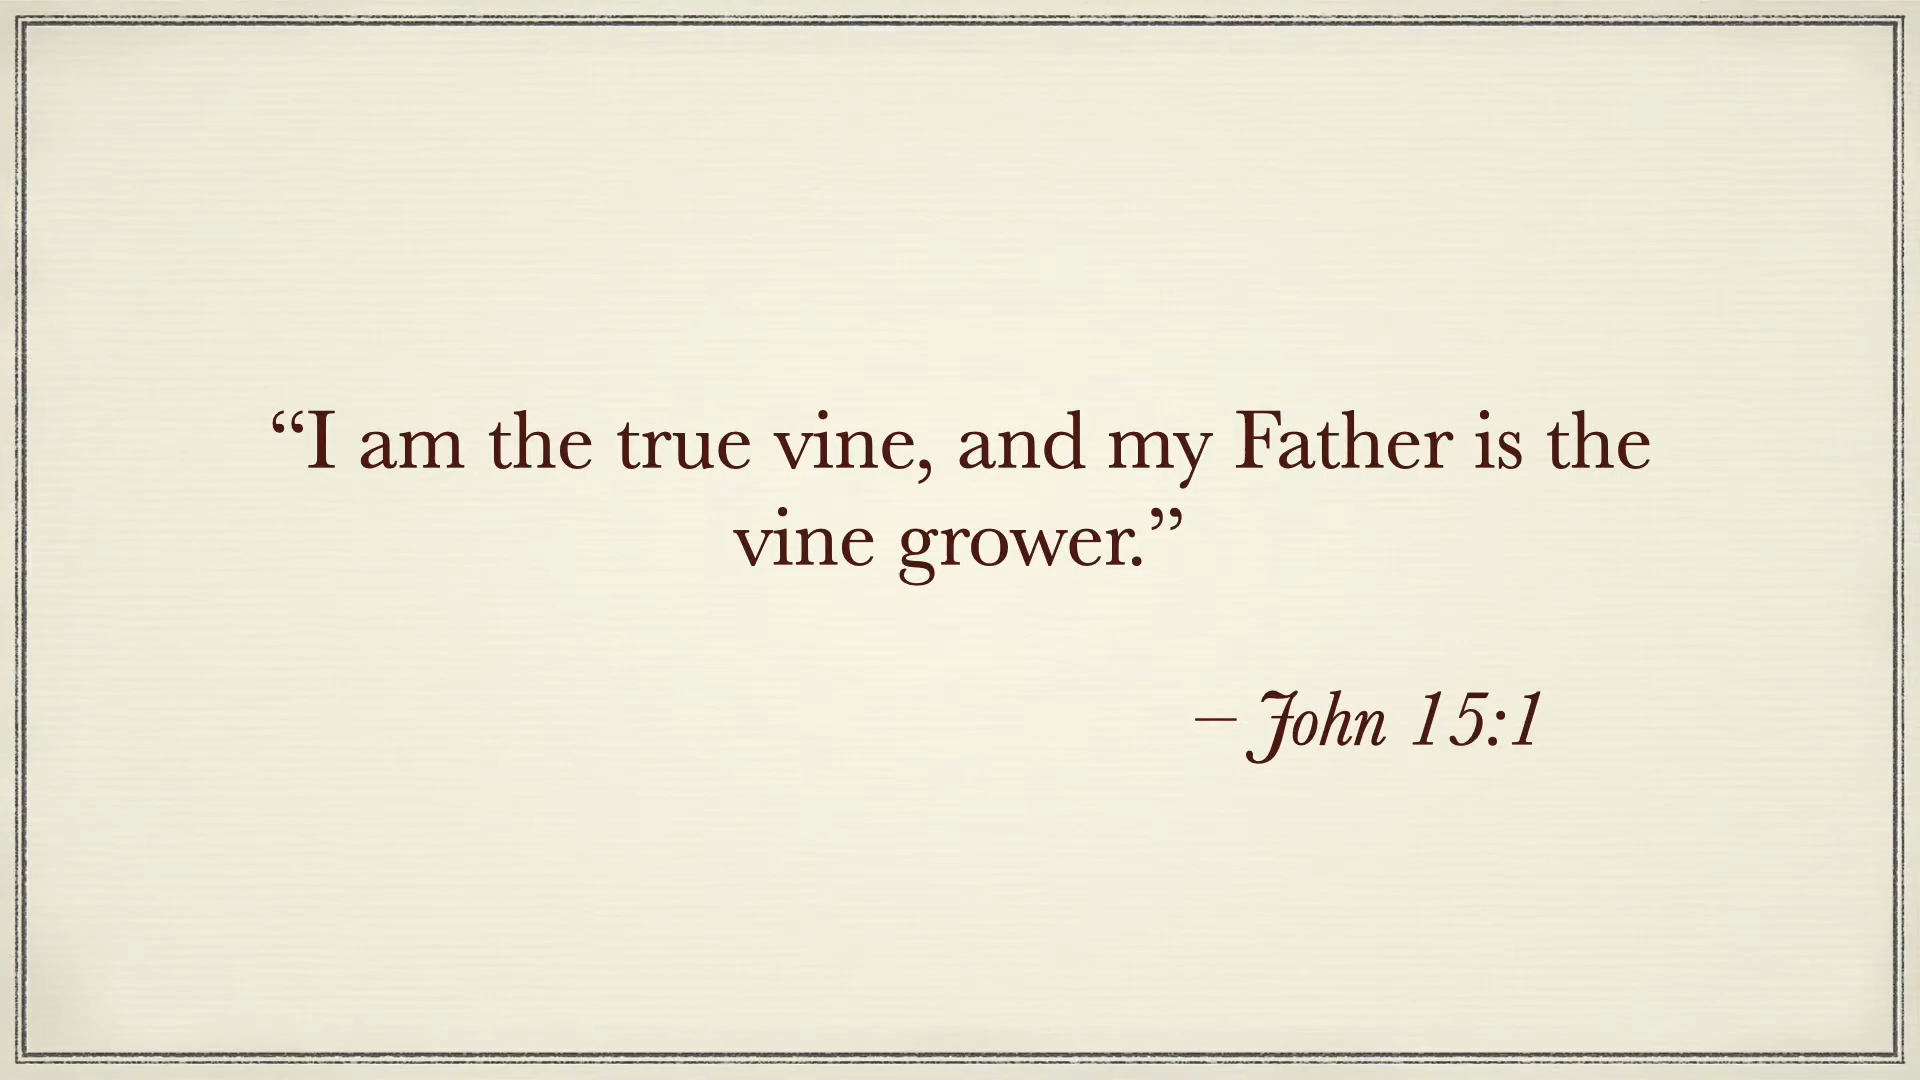 “I am the true vine, and my Father is the
vine grower.”
– John 15:1